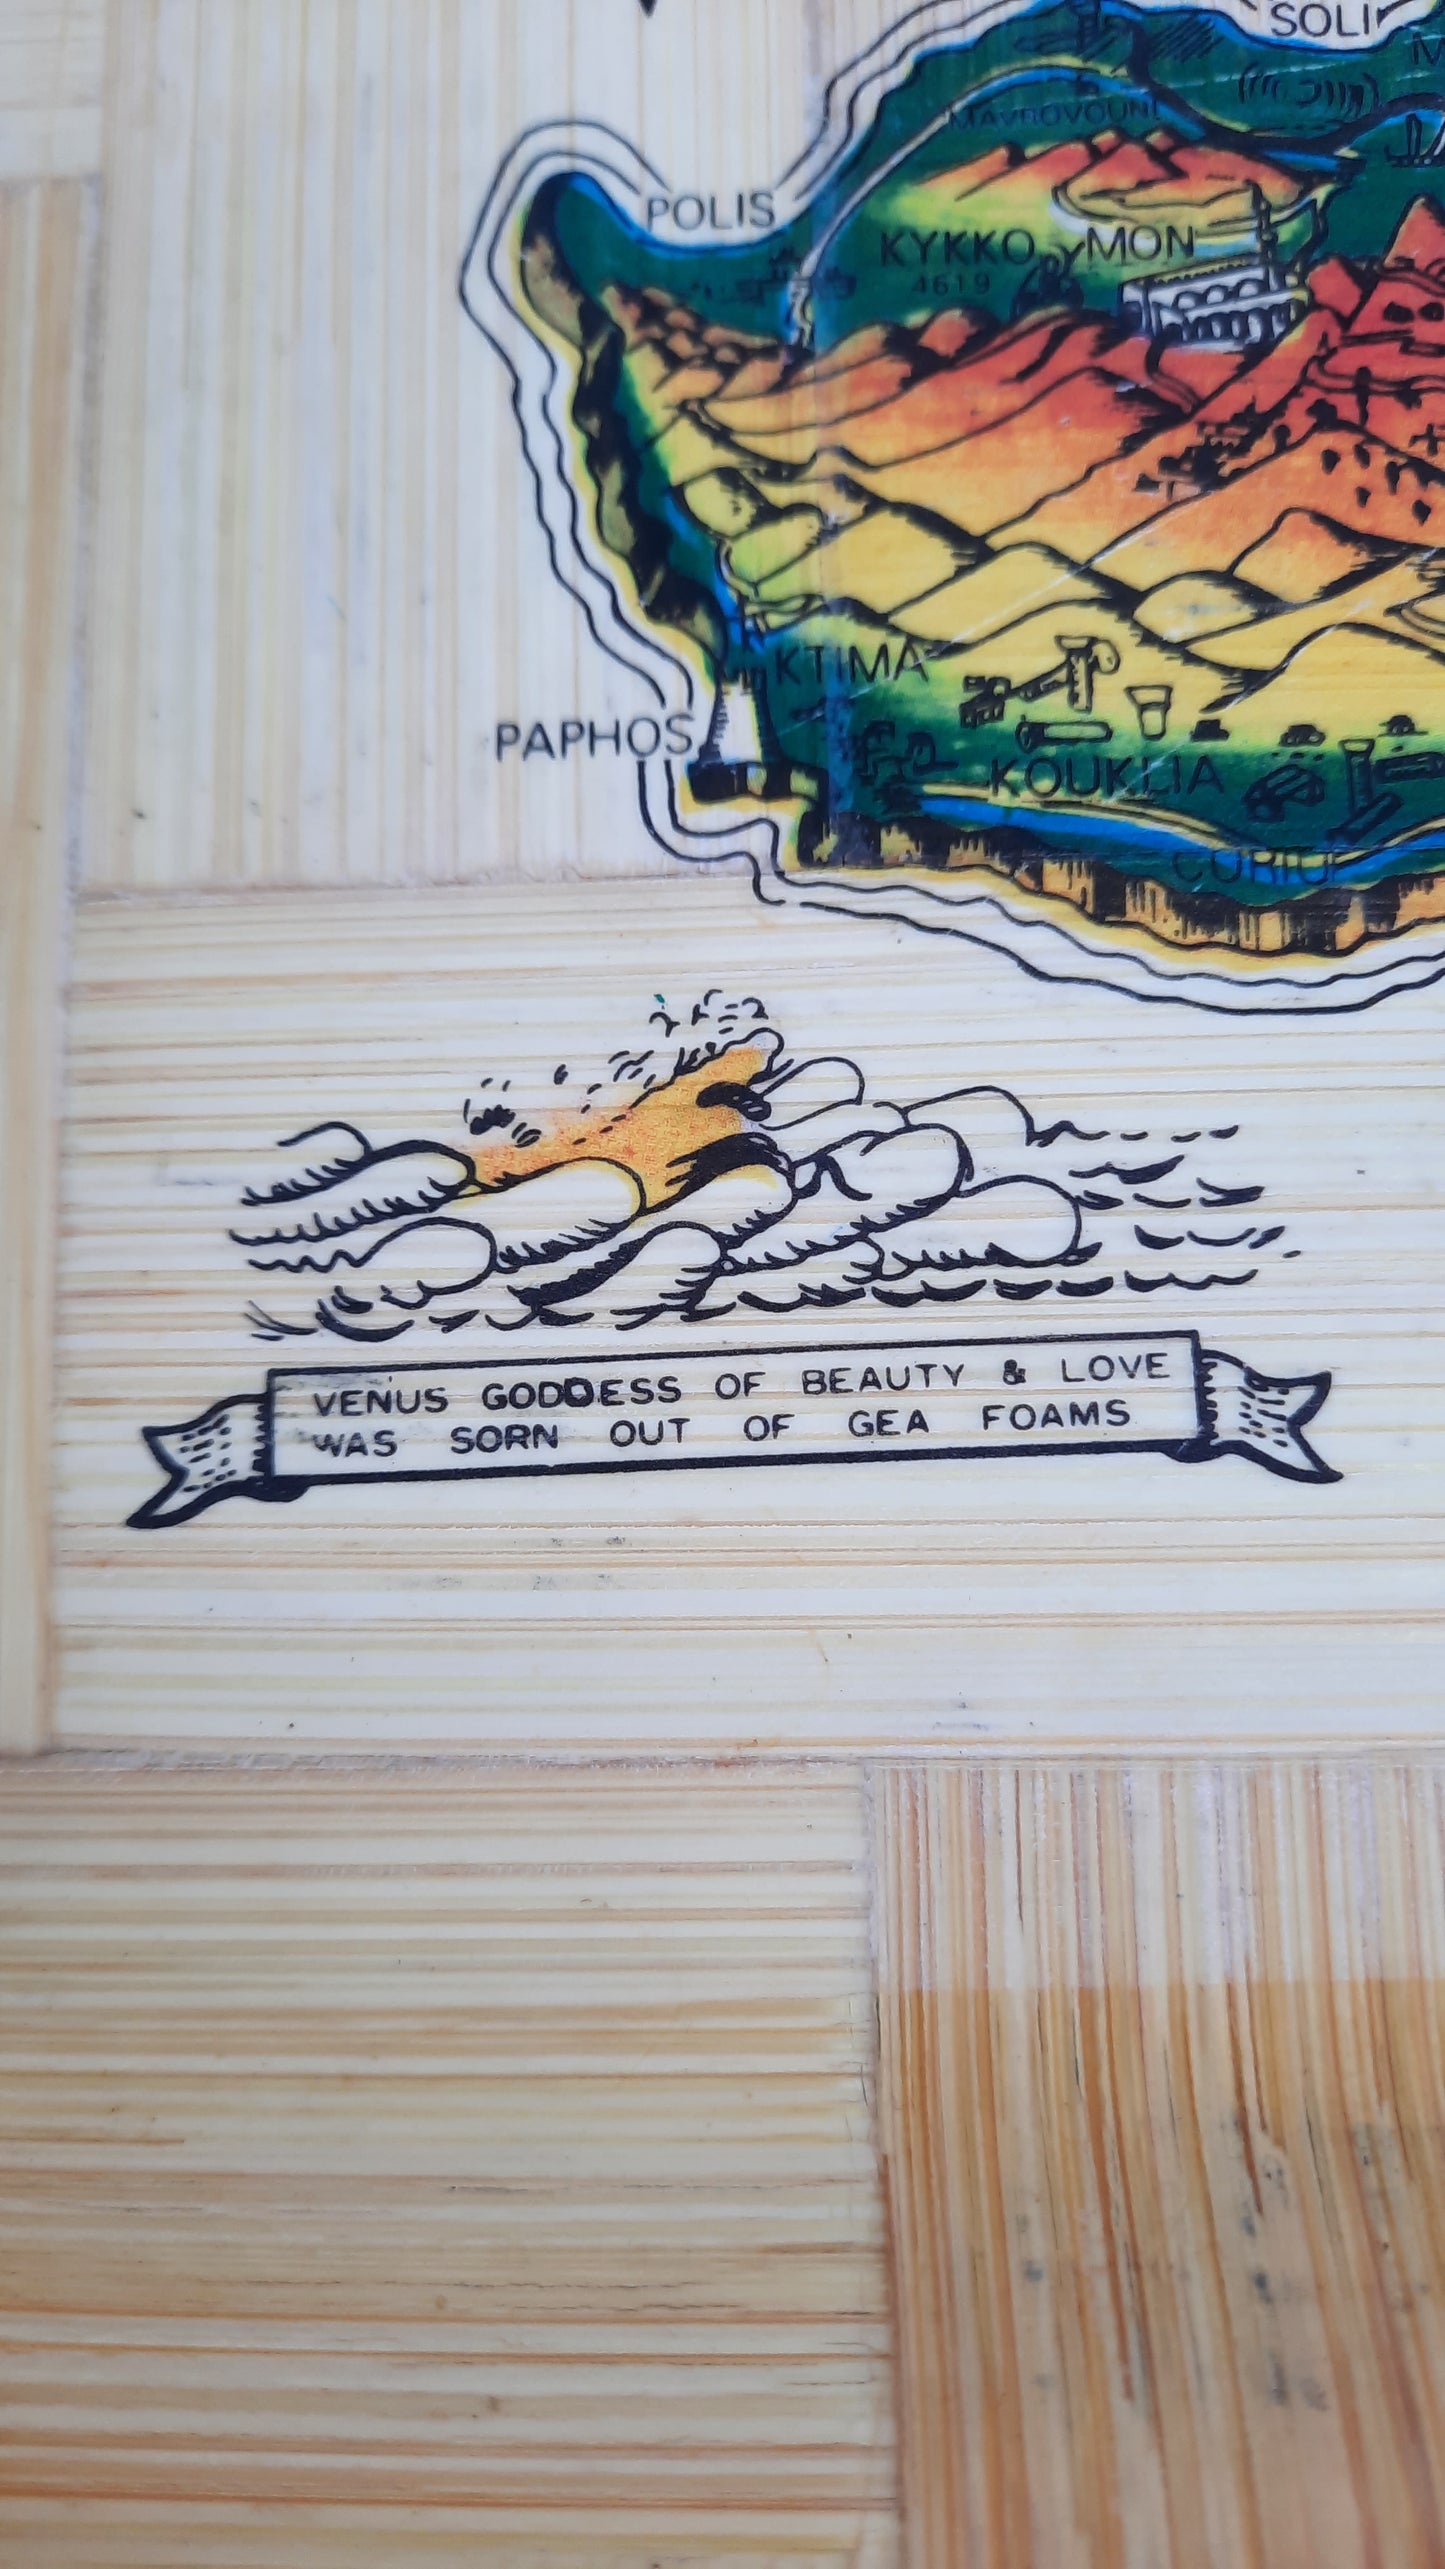 SOLI
MAVROVOUNI
POLIS
KYKKO MON
4619
KTIMA
PAPHOS
KOUKLIA
CURIU
VENUS GODDESS OF BEAUTY & LOVE
WAS SORN OUT OF GEA FOAMS